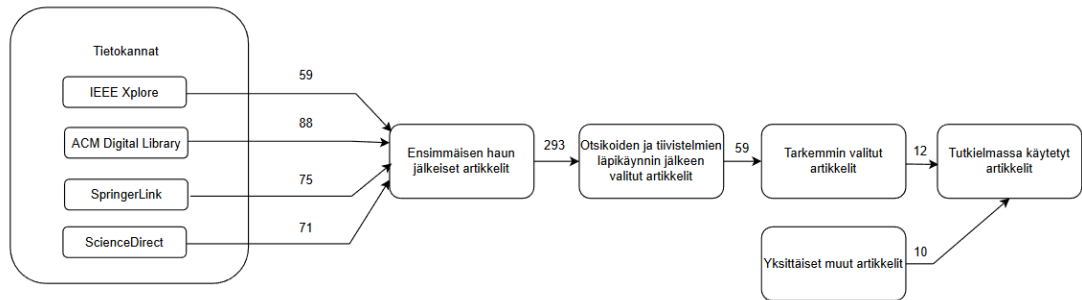 Tietokannat
IEEE Xplore
ACM Digital Library
SpringerLink
ScienceDirect
59
88
75
71
Ensimmäisen haun
jälkeiset artikkelit
293
Otsikoiden ja tiivistelmien
läpikäynnin jälkeen
valitut artikkelit
59
Tarkemmin valitut
artikkelit
12
Tutkielmassa käytetyt
artikkelit
Yksittäiset muut artikkelit
10